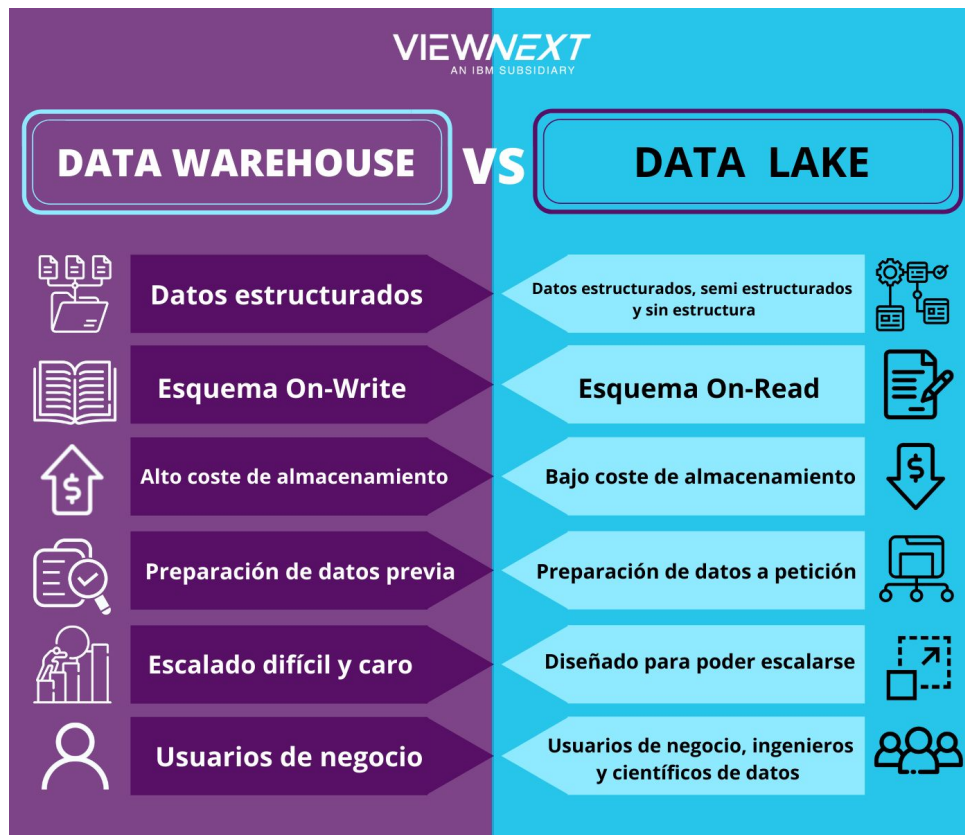 VIEWNEXT
AN IBM SUBSIDIARY
DATA WAREHOUSE
VS
DATA LAKE
Datos estructurados
Datos estructurados, semi estructurados
y sin estructura
Esquema On-Write
Esquema On-Read
Alto coste de almacenamiento
Bajo coste de almacenamiento
Preparación de datos previa
Preparación de datos a petición
Escalado difícil y caro
Diseñado para poder escalarse
Usuarios de negocio
Usuarios de negocio, ingenieros
y científicos de datos